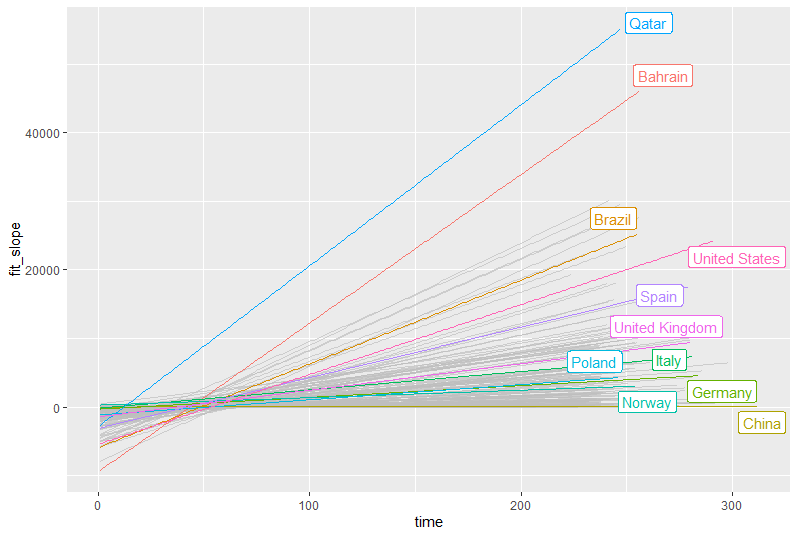 Qatar
Bahrain
40000
Brazil
fit_slope
20000
United States
Spain
United Kingdom
Poland
Italy
Germany
Norway
0
China
0
100
200
300
time